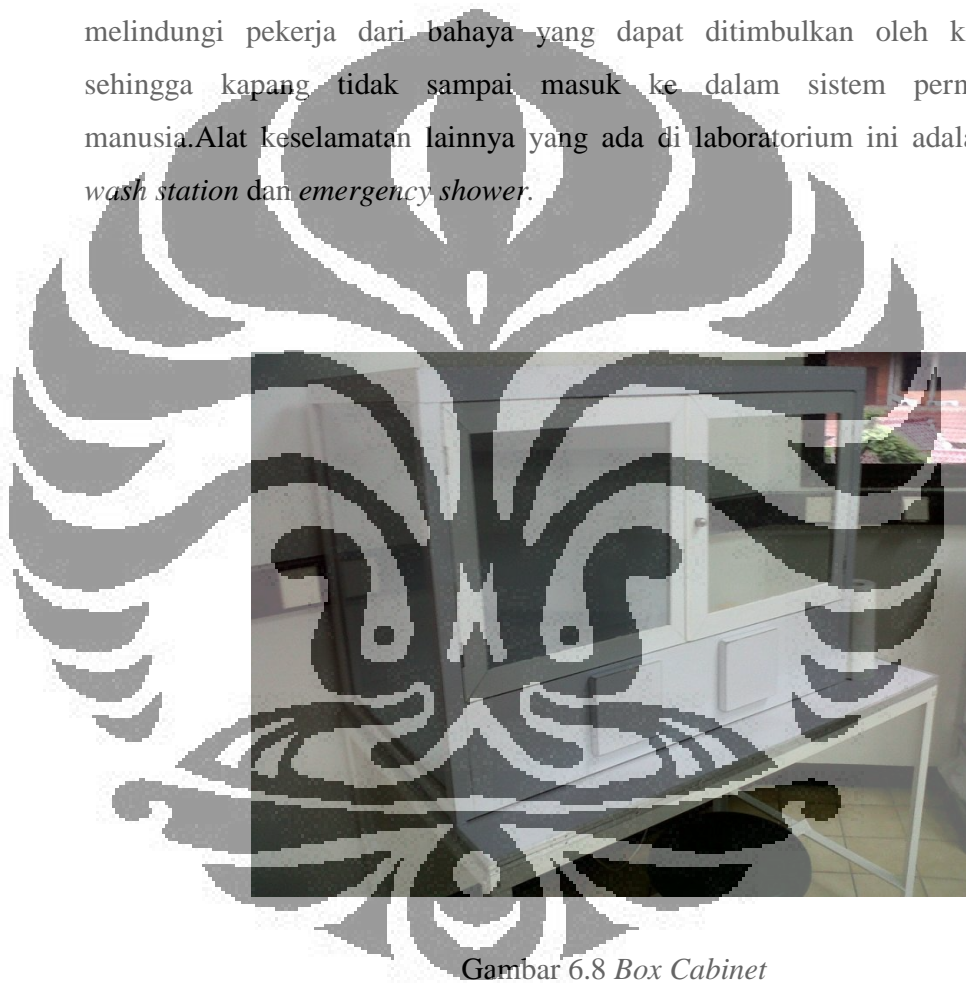 melindungi pekerja dari bahaya yang dapat ditimbulkan oleh k
sehingga kapang tidak sampai masuk ke dalam sistem pern
manusia.Alat keselamatan lainnya yang ada di laboratorium ini adala
wash station dan emergency shower.
Gambar 6.8 Box Cabinet